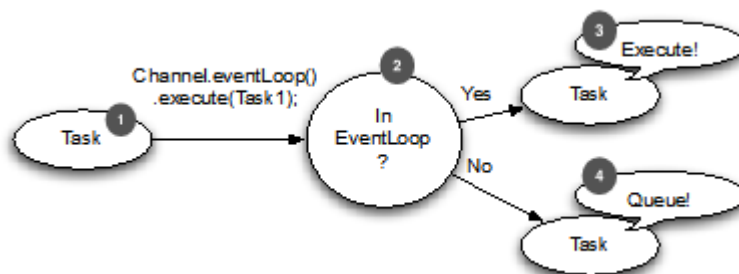 1
Task
Channel.eventLoop()
.execute(Task1);
2
In
EventLoop
?
Yes
3
Execute!
Task
No
4
Queue!
Task